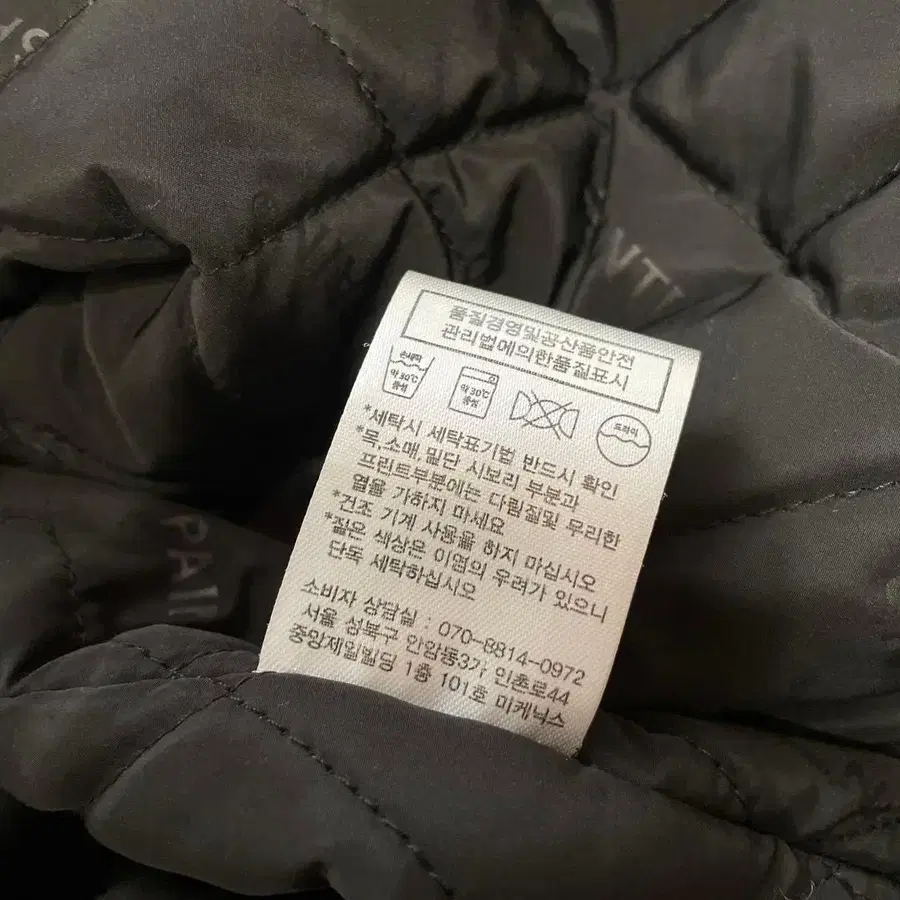 품질경영및공산품안전
관리법에의한품질표시
손세탁
약30℃
중성
약30℃
중성
드라이
*세탁시 세탁표기법 반드시 확인
*목,소매,밑단 시보리 부분과
프린트부분에는 다림질및 무리한
열을 가하지 마세요
*건조 기계 사용을 하지 마십시오
*짙은 색상은 이염의 우려가 있으니
단독 세탁하십시오
소비자 상담실 : 070-8814-0972
서울 성북구 안암동3가 인촌로44
중앙제일빌딩 1층 101호 미케닉스